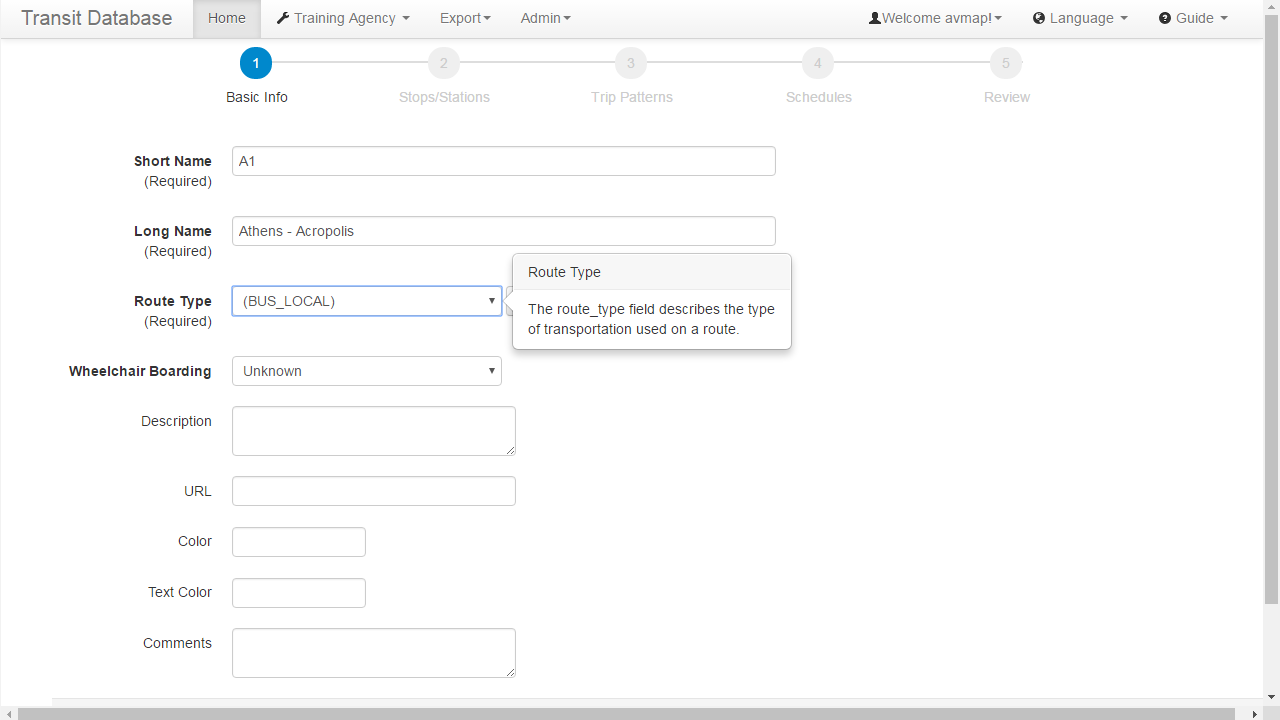 Transit Database Home Training Agency Export Admin Welcome avmap! Language Guide
1 2 3 4 5
Basic Info Stops/Stations Trip Patterns Schedules Review
Short Name A1
(Required)
Long Name Athens - Acropolis
(Required)
Route Type
Route Type (BUS_LOCAL)
The route_type field describes the type
(Required)
of transportation used on a route.
Wheelchair Boarding Unknown
Description
URL
Color
Text Color
Comments